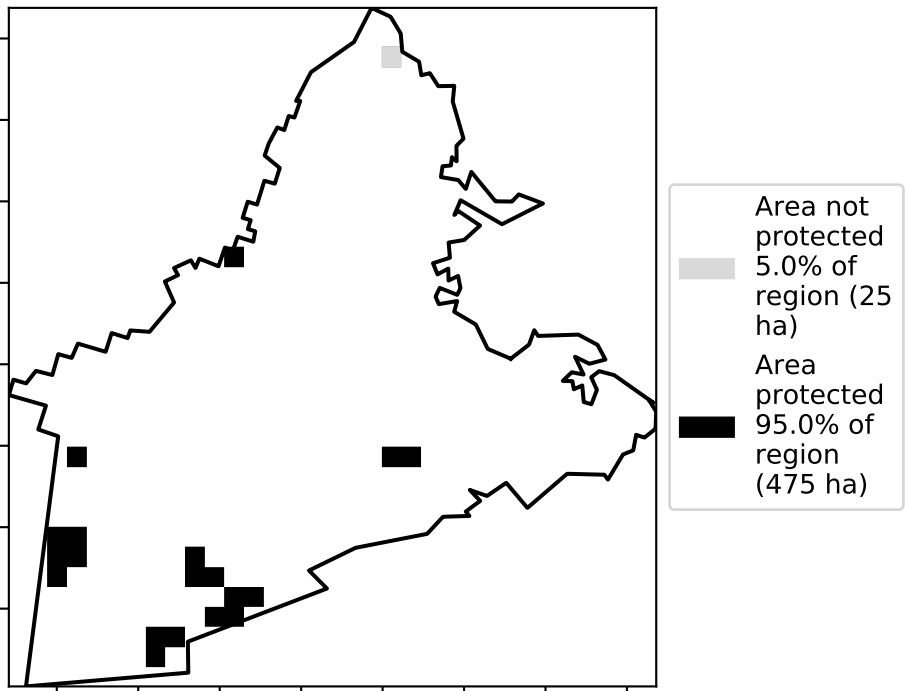 Area not
protected
5.0% of
region (25
ha)
Area
protected
95.0% of
region
(475 ha)